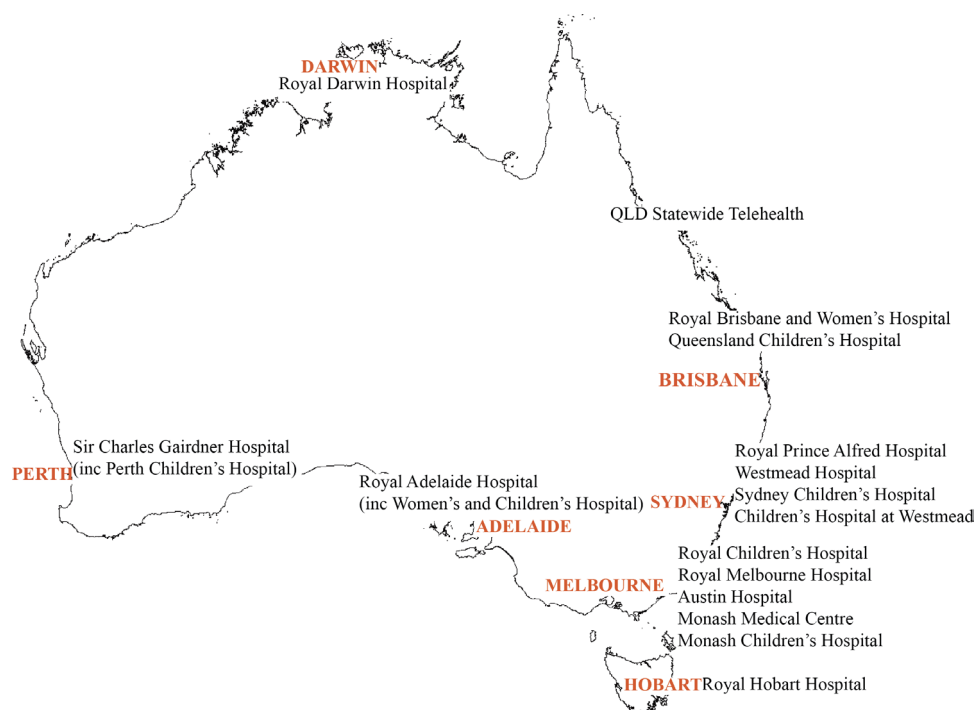 DARWIN
Royal Darwin Hospital
QLD Statewide Telehealth
Royal Brisbane and Women’s Hospital
Queensland Children’s Hospital
BRISBANE
Sir Charles Gairdner Hospital
(inc Perth Children’s Hospital)
PERTH
Royal Adelaide Hospital
(inc Women’s and Children’s Hospital)
ADELAIDE
Royal Prince Alfred Hospital
Westmead Hospital
Sydney Children’s Hospital
Children’s Hospital at Westmead
SYDNEY
Royal Children’s Hospital
Royal Melbourne Hospital
Austin Hospital
Monash Medical Centre
Monash Children’s Hospital
MELBOURNE
HOBART Royal Hobart Hospital